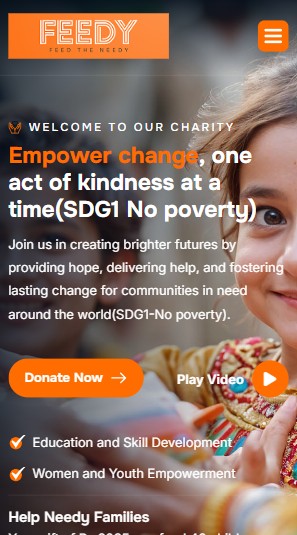 FEEDY
FEED THE NEEDY
WELCOME TO OUR CHARITY
Empower change, one
act of kindness at a
time(SDG1 No poverty)
Join us in creating brighter futures by
providing hope, delivering help, and fostering
lasting change for communities in need
around the world(SDG1-No poverty).
Donate Now
Play Video
Education and Skill Development
Women and Youth Empowerment
Help Needy Families